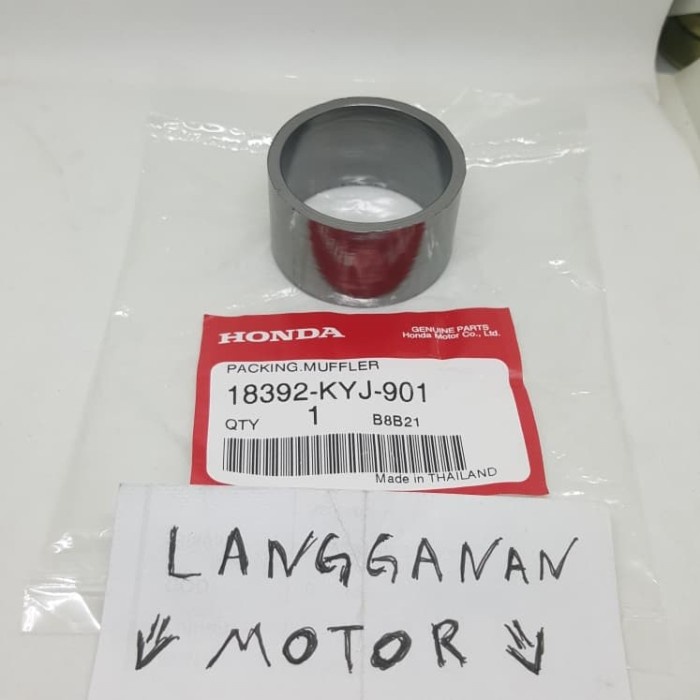 HONDA
GENUINE PARTS
Honda Motor Co., Ltd.
PACKING.MUFFLER
18392-KYJ-901
QTY 1 B8B21
Made in THAILAND
LANGGANAN
MOTOR